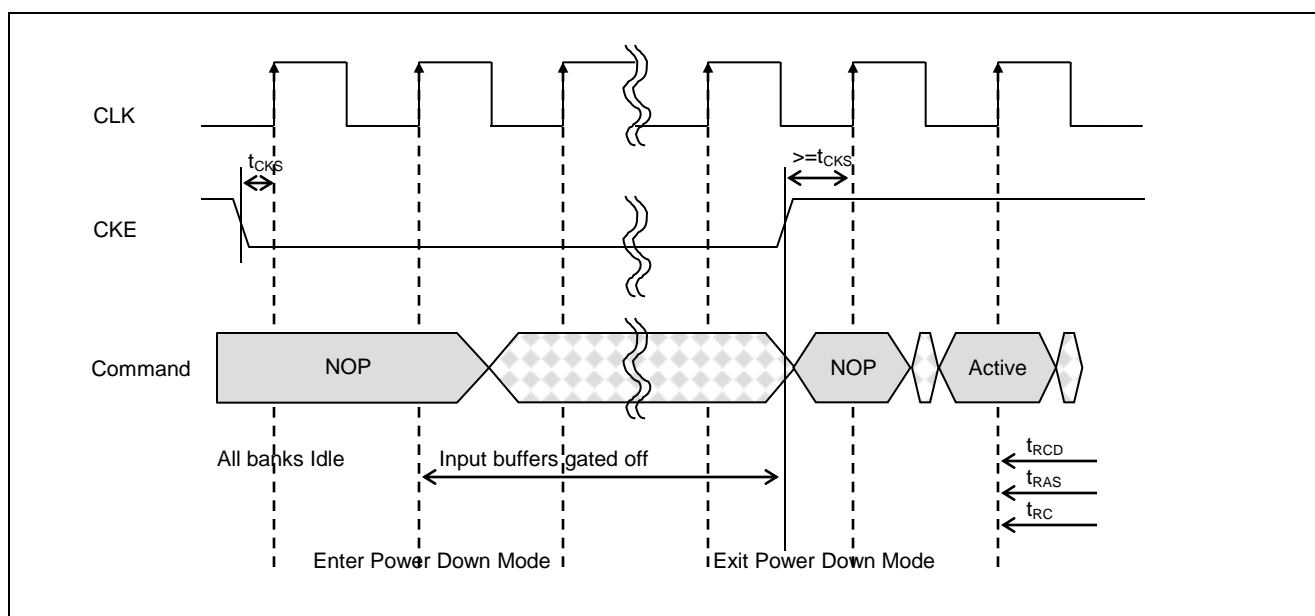 CLK
tCKS
>=tCKS
CKE
Command
NOP
NOP
Active
All banks Idle
Input buffers gated off
tRCD
tRAS
tRC
Enter Power Down Mode
Exit Power Down Mode